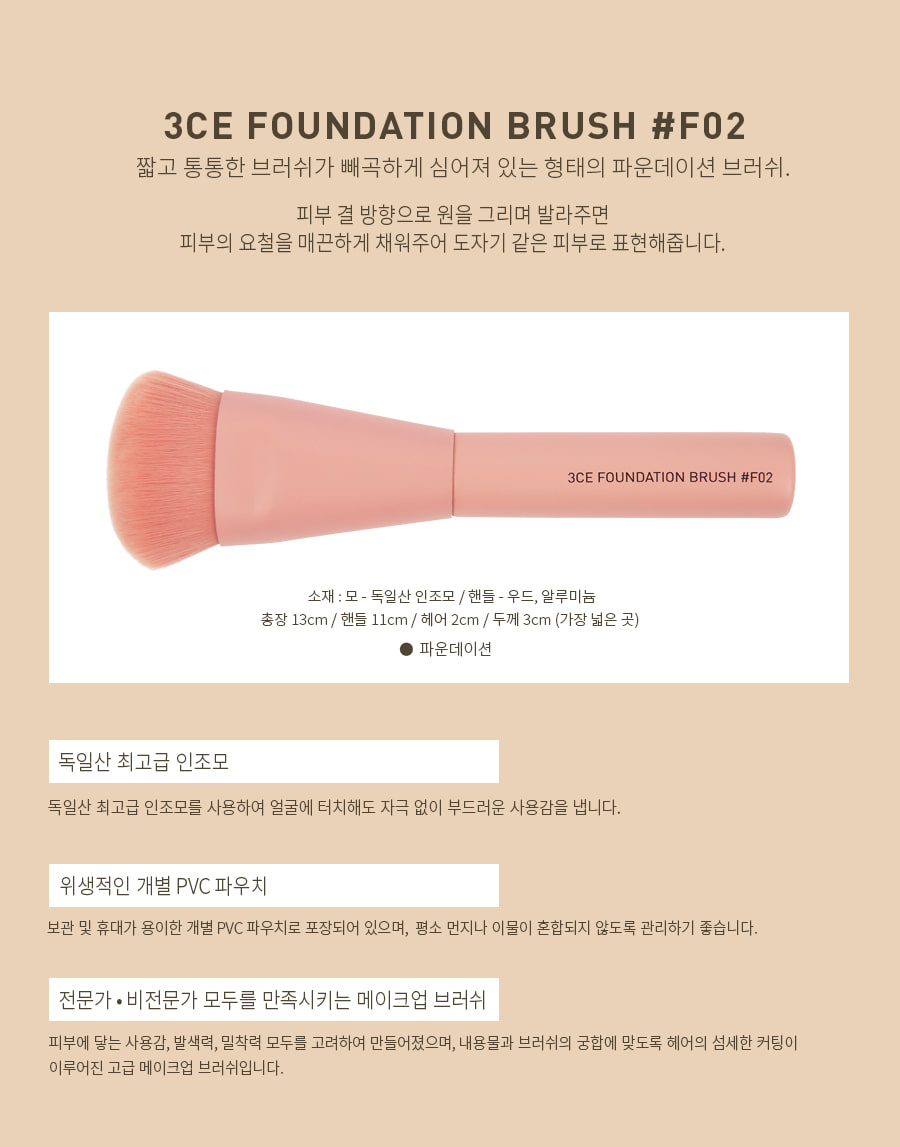 3CE FOUNDATION BRUSH #F02
짧고 통통한 브러쉬가 빼곡하게 심어져 있는 형태의 파운데이션 브러쉬.
피부 결 방향으로 원을 그리며 발라주면
피부의 요철을 매끈하게 채워주어 도자기 같은 피부로 표현해줍니다.
3CE FOUNDATION BRUSH #F02
소재 : 모 - 독일산 인조모 / 핸들 - 우드, 알루미늄
총장 13cm / 핸들 11cm / 헤어 2cm / 두께 3cm (가장 넓은 곳)
● 파운데이션
독일산 최고급 인조모
독일산 최고급 인조모를 사용하여 얼굴에 터치해도 자극 없이 부드러운 사용감을 냅니다.
위생적인 개별 PVC 파우치
보관 및 휴대가 용이한 개별 PVC 파우치로 포장되어 있으며, 평소 먼지나 이물이 혼합되지 않도록 관리하기 좋습니다.
전문가 • 비전문가 모두를 만족시키는 메이크업 브러쉬
피부에 닿는 사용감, 발색력, 밀착력 모두를 고려하여 만들어졌으며, 내용물과 브러쉬의 궁합에 맞도록 헤어의 섬세한 커팅이
이루어진 고급 메이크업 브러쉬입니다.